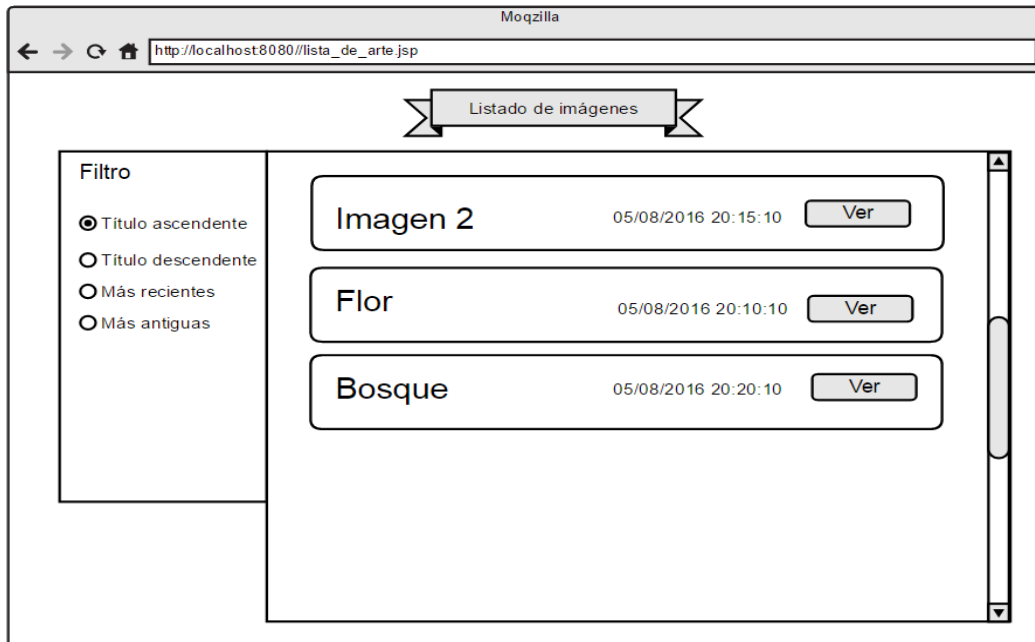 Moqzilla
http://localhost:8080//lista_de_arte.jsp
Listado de imágenes
Filtro
Título ascendente
Título descendente
Más recientes
Más antiguas
Imagen 2 05/08/2016 20:15:10 Ver
Flor 05/08/2016 20:10:10 Ver
Bosque 05/08/2016 20:20:10 Ver